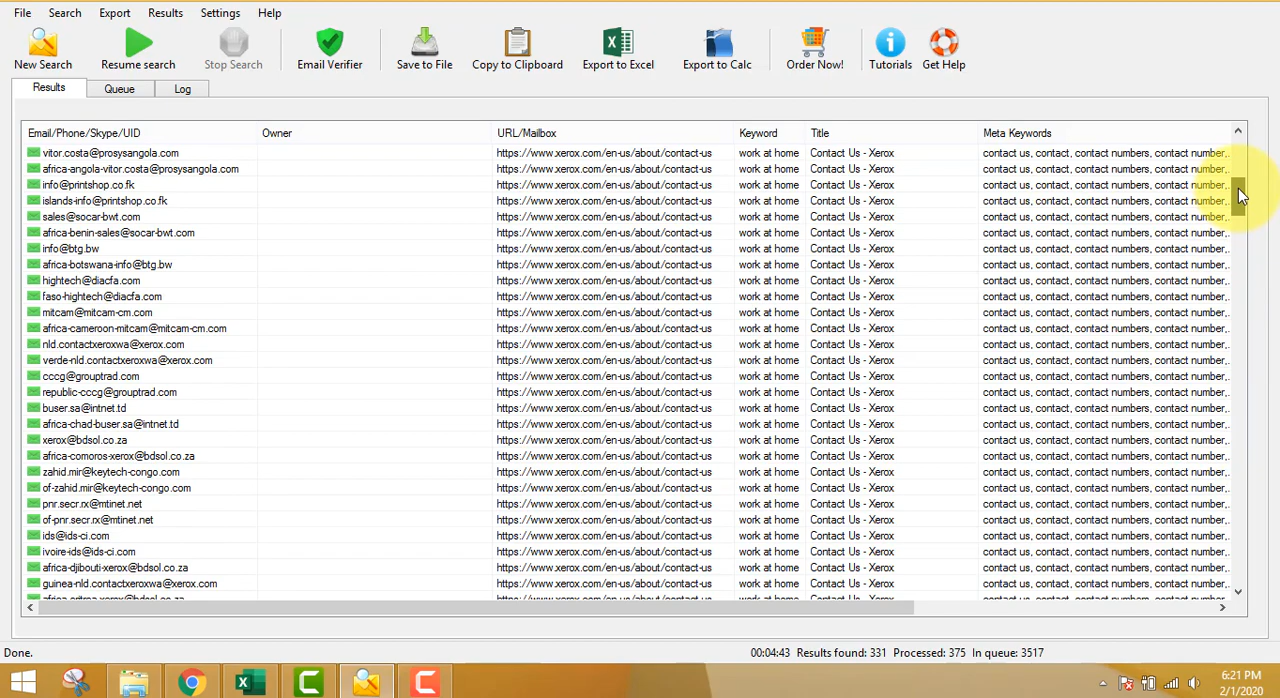 File Search Export Results Settings Help
New Search Resume search Stop Search Email Verifier Save to File Copy to Clipboard Export to Excel Export to Calc Order Now! Tutorials Get Help
Results Queue Log
Email/Phone/Skype/UID Owner URL/Mailbox Keyword Title Meta Keywords
vitor.costa@prosysangola.com https://www.xerox.com/en-us/about/contact-us work at home Contact Us - Xerox contact us, contact, contact numbers, contact number,..
africa-angola-vitor.costa@prosysangola.com https://www.xerox.com/en-us/about/contact-us work at home Contact Us - Xerox contact us, contact, contact numbers, contact number,..
info@printshop.co.fk https://www.xerox.com/en-us/about/contact-us work at home Contact Us - Xerox contact us, contact, contact numbers, contact number,..
islands-info@printshop.co.fk https://www.xerox.com/en-us/about/contact-us work at home Contact Us - Xerox contact us, contact, contact numbers, contact number,..
sales@socar-bwt.com https://www.xerox.com/en-us/about/contact-us work at home Contact Us - Xerox contact us, contact, contact numbers, contact number,..
africa-benin-sales@socar-bwt.com https://www.xerox.com/en-us/about/contact-us work at home Contact Us - Xerox contact us, contact, contact numbers, contact number,..
info@btg.bw https://www.xerox.com/en-us/about/contact-us work at home Contact Us - Xerox contact us, contact, contact numbers, contact number,..
africa-botswana-info@btg.bw https://www.xerox.com/en-us/about/contact-us work at home Contact Us - Xerox contact us, contact, contact numbers, contact number,..
hightech@diacfa.com https://www.xerox.com/en-us/about/contact-us work at home Contact Us - Xerox contact us, contact, contact numbers, contact number,..
faso-hightech@diacfa.com https://www.xerox.com/en-us/about/contact-us work at home Contact Us - Xerox contact us, contact, contact numbers, contact number,..
mitcam@mitcam-cm.com https://www.xerox.com/en-us/about/contact-us work at home Contact Us - Xerox contact us, contact, contact numbers, contact number,..
africa-cameroon-mitcam@mitcam-cm.com https://www.xerox.com/en-us/about/contact-us work at home Contact Us - Xerox contact us, contact, contact numbers, contact number,..
nld.contactxeroxwa@xerox.com https://www.xerox.com/en-us/about/contact-us work at home Contact Us - Xerox contact us, contact, contact numbers, contact number,..
verde-nld.contactxeroxwa@xerox.com https://www.xerox.com/en-us/about/contact-us work at home Contact Us - Xerox contact us, contact, contact numbers, contact number,..
cccg@grouptrad.com https://www.xerox.com/en-us/about/contact-us work at home Contact Us - Xerox contact us, contact, contact numbers, contact number,..
republic-cccg@grouptrad.com https://www.xerox.com/en-us/about/contact-us work at home Contact Us - Xerox contact us, contact, contact numbers, contact number,..
buser.sa@intnet.td https://www.xerox.com/en-us/about/contact-us work at home Contact Us - Xerox contact us, contact, contact numbers, contact number,..
africa-chad-buser.sa@intnet.td https://www.xerox.com/en-us/about/contact-us work at home Contact Us - Xerox contact us, contact, contact numbers, contact number,..
xerox@bdsol.co.za https://www.xerox.com/en-us/about/contact-us work at home Contact Us - Xerox contact us, contact, contact numbers, contact number,..
africa-comoros-xerox@bdsol.co.za https://www.xerox.com/en-us/about/contact-us work at home Contact Us - Xerox contact us, contact, contact numbers, contact number,..
zahid.mir@keytech-congo.com https://www.xerox.com/en-us/about/contact-us work at home Contact Us - Xerox contact us, contact, contact numbers, contact number,..
of-zahid.mir@keytech-congo.com https://www.xerox.com/en-us/about/contact-us work at home Contact Us - Xerox contact us, contact, contact numbers, contact number,..
pnr.secr.rx@mtinet.net https://www.xerox.com/en-us/about/contact-us work at home Contact Us - Xerox contact us, contact, contact numbers, contact number,..
of-pnr.secr.rx@mtinet.net https://www.xerox.com/en-us/about/contact-us work at home Contact Us - Xerox contact us, contact, contact numbers, contact number,..
ids@ids-ci.com https://www.xerox.com/en-us/about/contact-us work at home Contact Us - Xerox contact us, contact, contact numbers, contact number,..
ivoire-ids@ids-ci.com https://www.xerox.com/en-us/about/contact-us work at home Contact Us - Xerox contact us, contact, contact numbers, contact number,..
africa-djibouti-xerox@bdsol.co.za https://www.xerox.com/en-us/about/contact-us work at home Contact Us - Xerox contact us, contact, contact numbers, contact number,..
guinea-nld.contactxeroxwa@xerox.com https://www.xerox.com/en-us/about/contact-us work at home Contact Us - Xerox contact us, contact, contact numbers, contact number,..
africa-eritrea-xerox@bdsol.co.za https://www.xerox.com/en-us/about/contact-us work at home Contact Us - Xerox contact us, contact, contact numbers, contact number,..
Done. 00:04:43 Results found: 331 Processed: 375 In queue: 3517
6:21 PM
2/1/2020